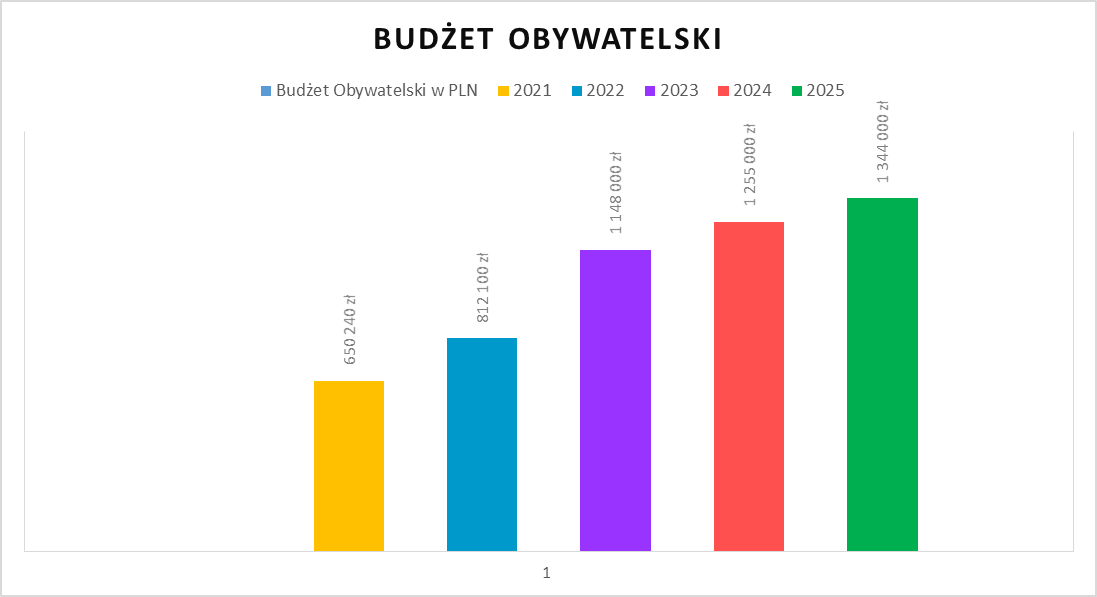 BUDŻET OBYWATELSKI
Budżet Obywatelski w PLN 2021 2022 2023 2024 2025
650 240 zł
812 100 zł
1 148 000 zł
1 255 000 zł
1 344 000 zł
1